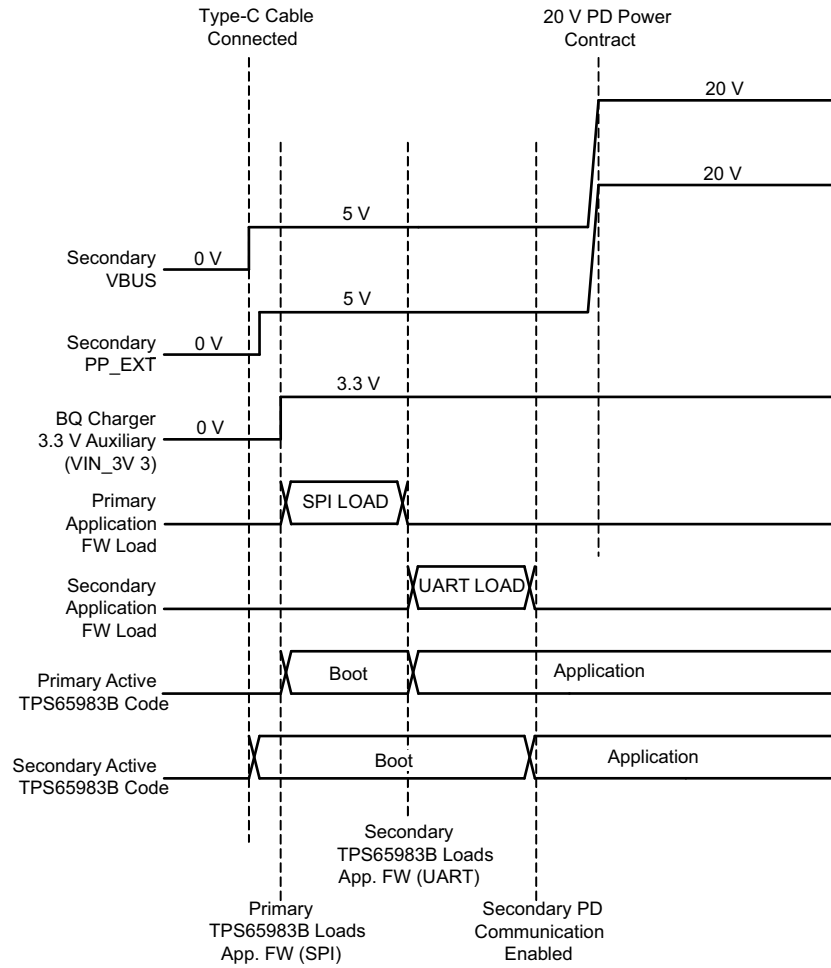 Type-C Cable
Connected
20 V PD Power
Contract
20 V
20 V
5 V
Secondary
VBUS
0 V
5 V
Secondary
PP_EXT
0 V
3.3 V
BQ Charger
3.3 V Auxiliary
(VIN_3V 3)
0 V
Primary
Application
FW Load
SPI LOAD
Secondary
Application
FW Load
UART LOAD
Primary Active
TPS65983B Code
Boot
Application
Secondary Active
TPS65983B Code
Boot
Application
Secondary
TPS65983B Loads
App. FW (UART)
Primary
TPS65983B Loads
App. FW (SPI)
Secondary PD
Communication
Enabled